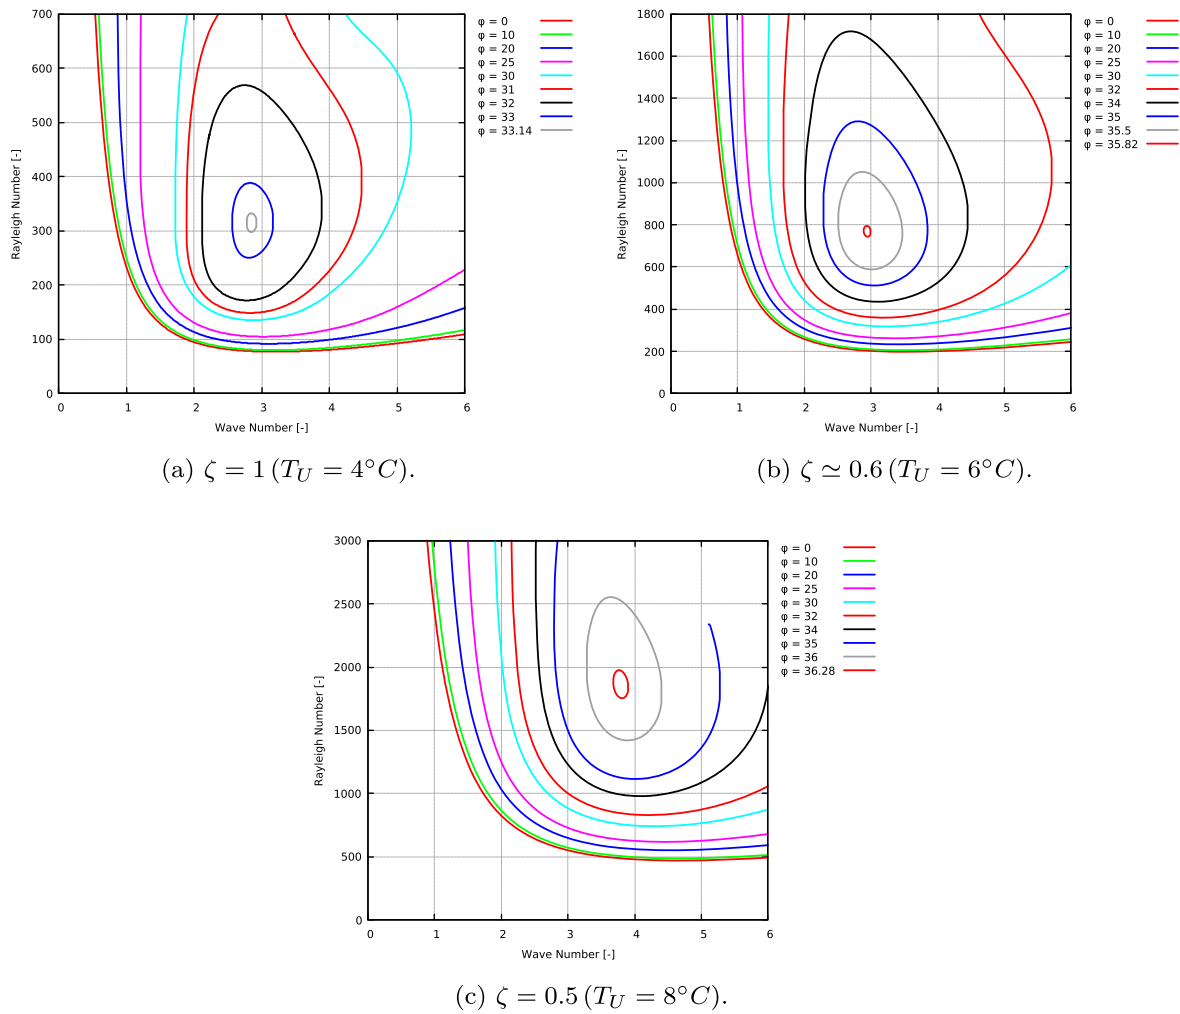 700
600
500
400
300
200
100
0
Rayleigh Number [-]
0 1 2 3 4 5 6
Wave Number [-]
φ = 0
φ = 10
φ = 20
φ = 25
φ = 30
φ = 31
φ = 32
φ = 33
φ = 33.14
(a) ζ = 1 (T_U = 4°C).
1800
1600
1400
1200
1000
800
600
400
200
0
Rayleigh Number [-]
0 1 2 3 4 5 6
Wave Number [-]
φ = 0
φ = 10
φ = 20
φ = 25
φ = 30
φ = 32
φ = 34
φ = 35
φ = 35.5
φ = 35.82
(b) ζ ≃ 0.6 (T_U = 6°C).
3000
2500
2000
1500
1000
500
0
Rayleigh Number [-]
0 1 2 3 4 5 6
Wave Number [-]
φ = 0
φ = 10
φ = 20
φ = 25
φ = 30
φ = 32
φ = 34
φ = 35
φ = 36
φ = 36.28
(c) ζ = 0.5 (T_U = 8°C).